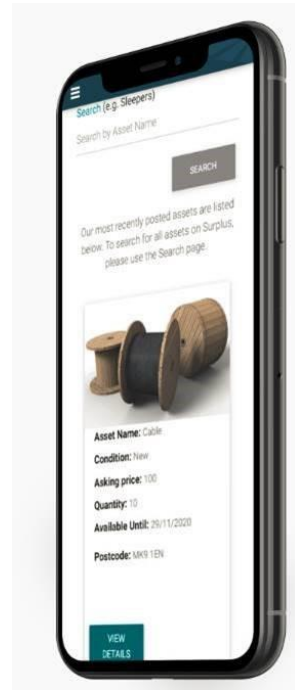 Search (e.g. Sleepers)
Search by Asset Name
SEARCH
Our most recently posted assets are listed
below. To search for all assets on Surplus,
please use the Search page.
Asset Name: Cable
Condition: New
Asking price: 100
Quantity: 10
Available Until: 29/11/2020
Postcode: MK9 1EN
VIEW
DETAILS